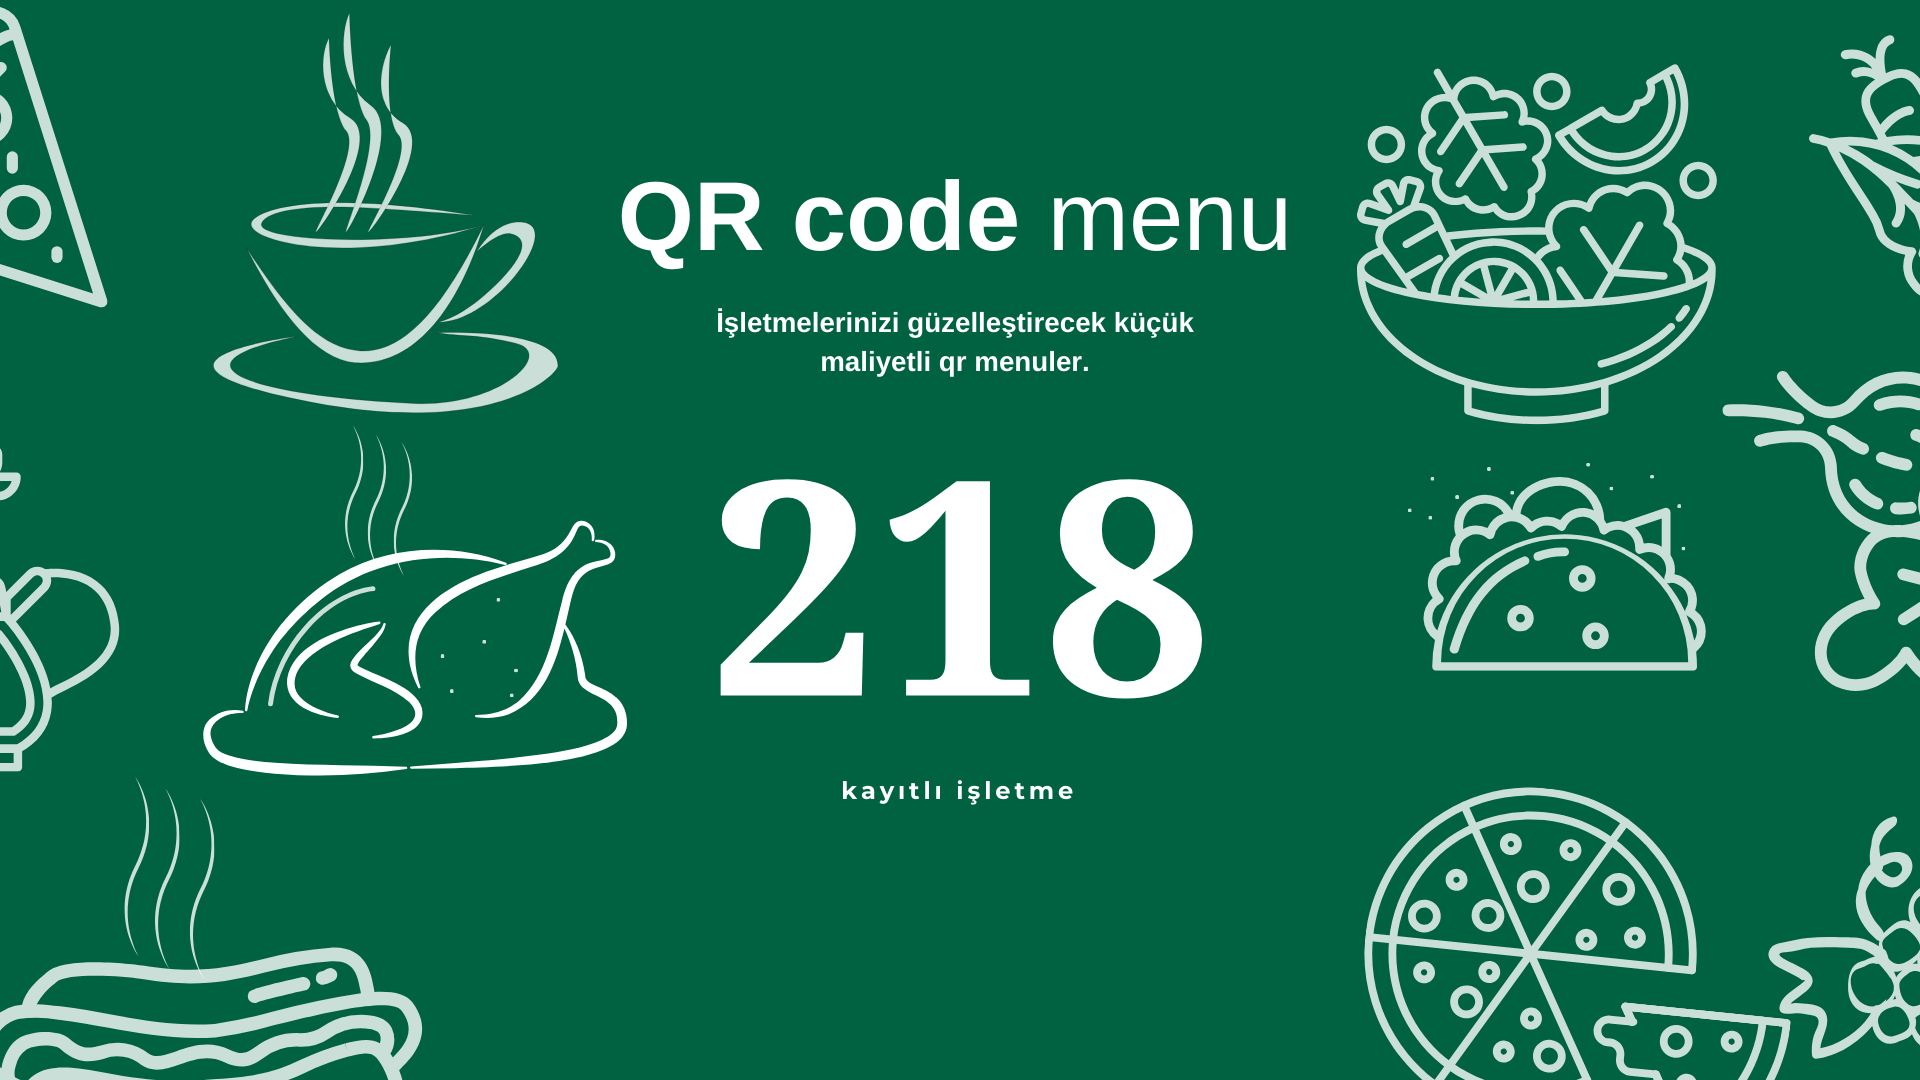 QR code menu
İşletmelerinizi güzelleştirecek küçük
maliyetli qr menuler.
218
kayıtlı işletme